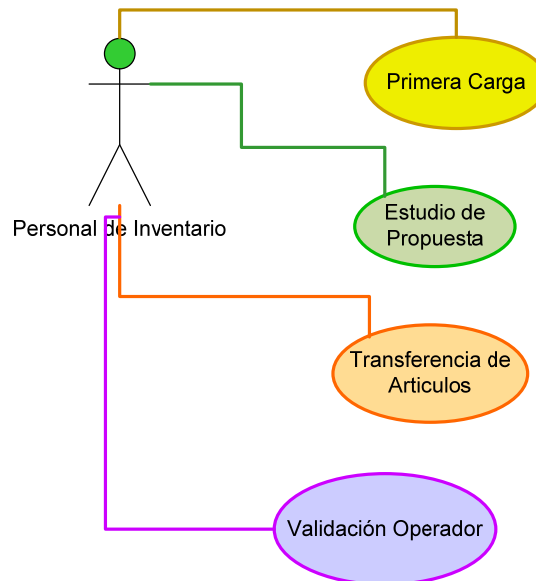 Primera Carga
Personal de Inventario
Estudio de
Propuesta
Transferencia de
Articulos
Validación Operador